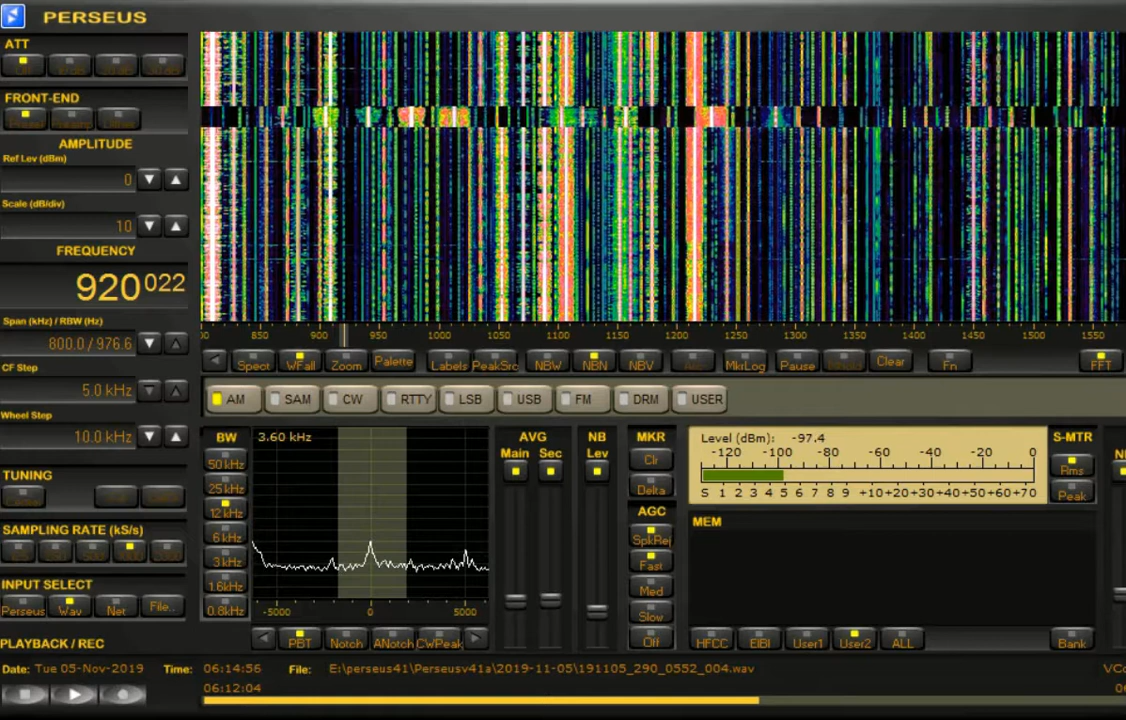 PERSEUS
ATT
FRONT-END
Preamp
AMPLITUDE
Ref Lev (dBm)
0
Scale (dB/div)
10
FREQUENCY
920022
Span (kHz) / RBW (Hz)
800.0 / 976.6
CF Step
5.0 kHz
Wheel Step
10.0 kHz
TUNING
SAMPLING RATE (kS/s)
INPUT SELECT
Perseus Wav Net File..
PLAYBACK / REC
00 850 900 950 1000 1050 1100 1150 1200 1250 1300 1350 1400 1450 1500 1550
Spect WFall Zoom Palette Labels PeakSrc NBW NBN NBV MkrLog Pause Clear Fn FFT
AM SAM CW RTTY LSB USB FM DRM USER
BW
50 kHz
25 kHz
12 kHz
6 kHz
3 kHz
1.6kHz
0.8kHz
3.60 kHz
-5000 0 5000
PBT Notch ANotch CWPeak
AVG
Main Sec
NB
Lev
MKR
Clr
Delta
AGC
SpkRej
Fast
Med
Slow
Off
Level (dBm): -97.4
-120 -100 -80 -60 -40 -20 0
S 1 2 3 4 5 6 7 8 9 +10+20+30+40+50+60+70
S-MTR
Rms
Peak
MEM
HFCC EIBI User1 User2 ALL Bank
Date: Tue 05-Nov-2019 Time: 06:14:56 File: E:\perseus41\Perseusv41a\2019-11-05\191105_290_0552_004.wav
06:12:04